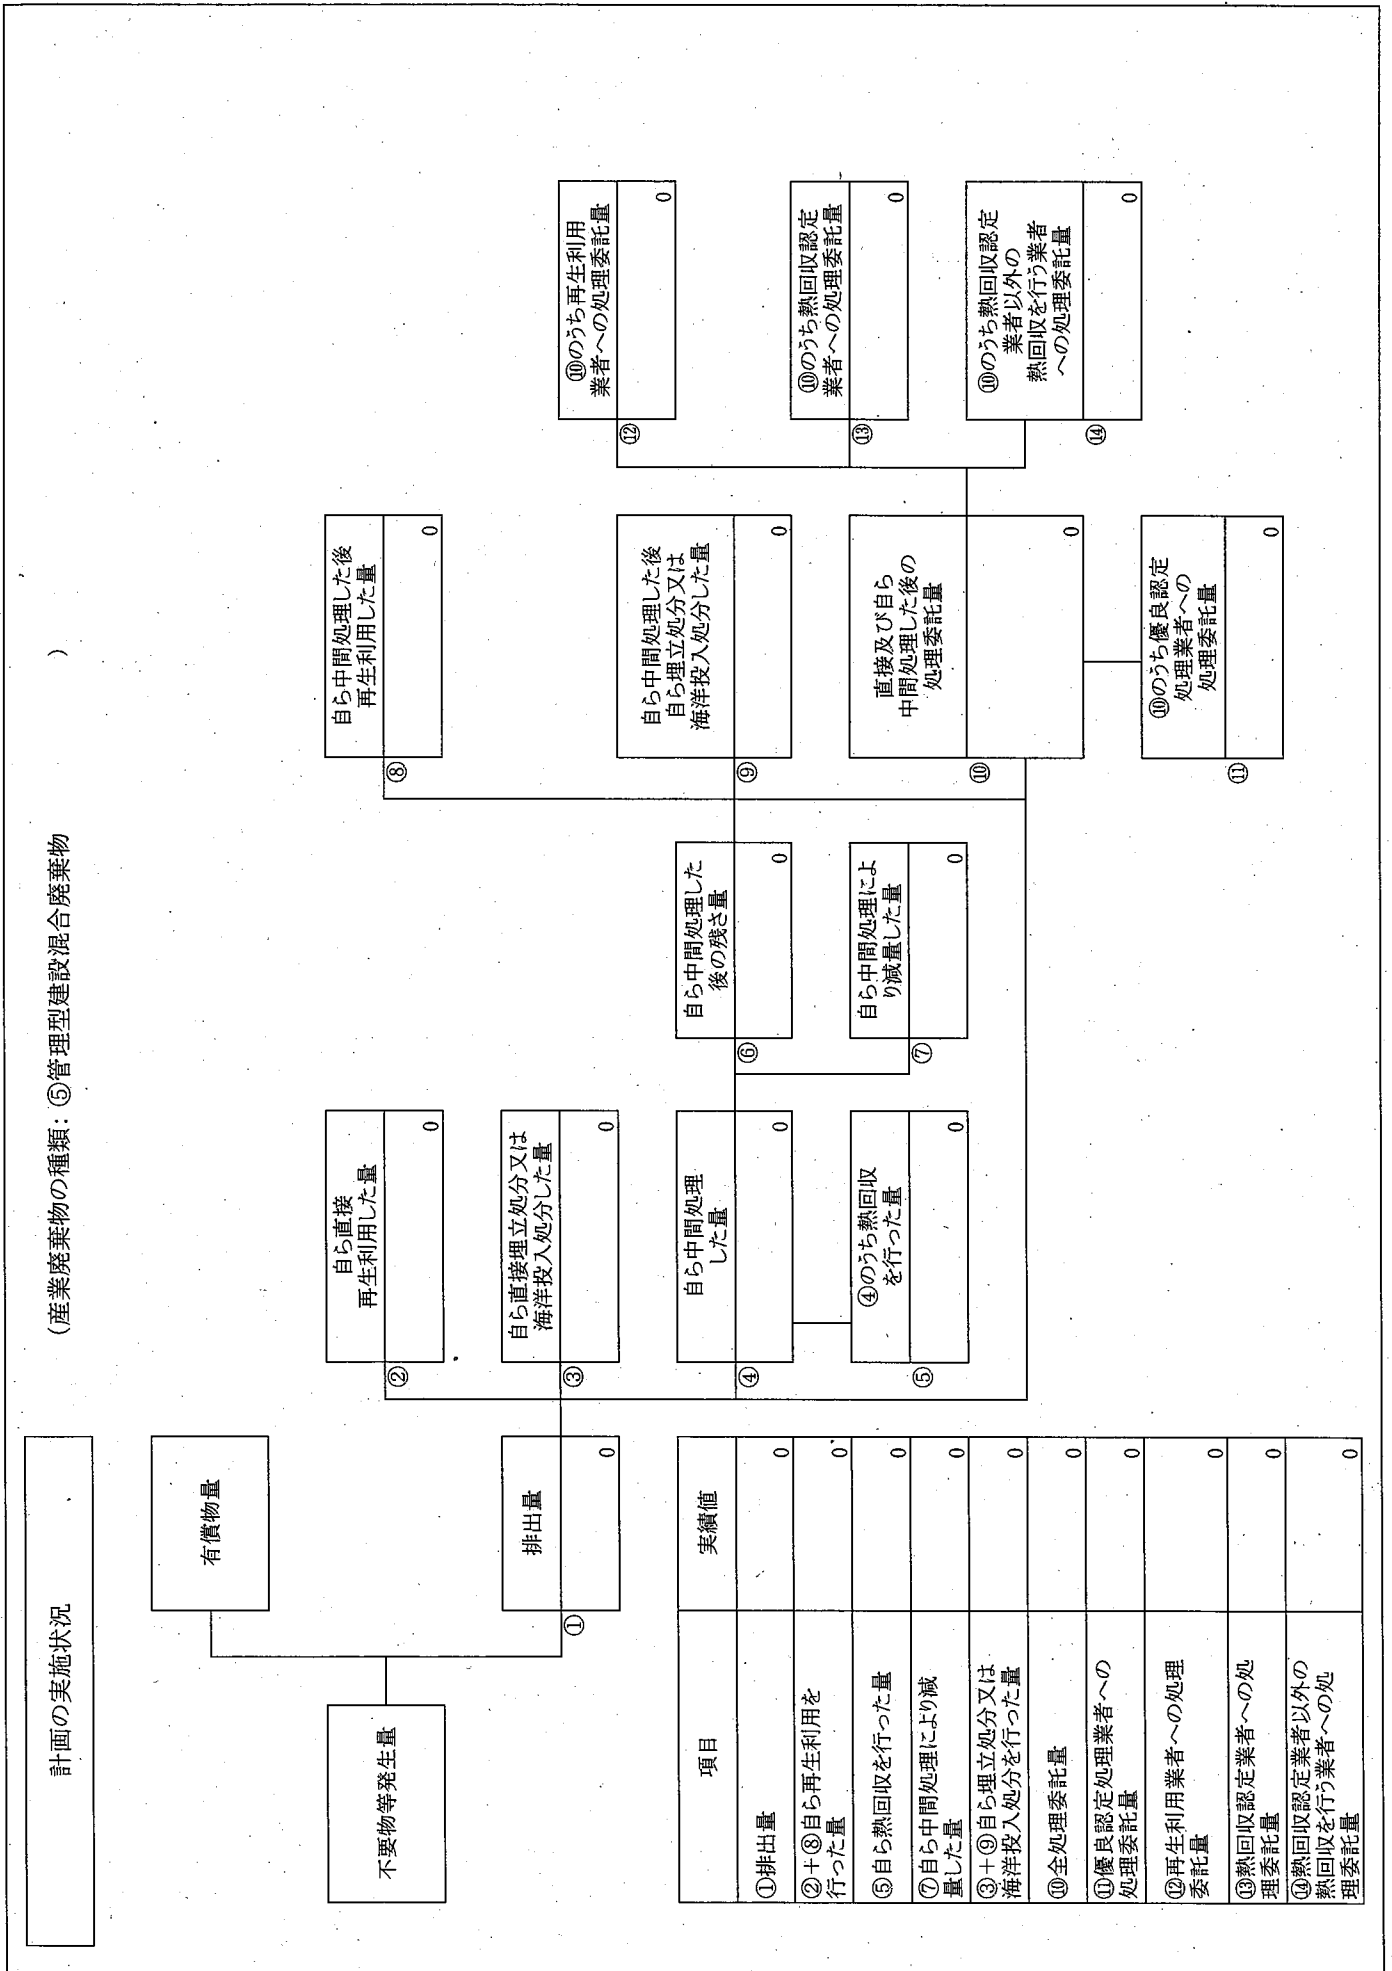 計画の実施状況
(産業廃棄物の種類：⑤管理型建設混合廃棄物
)
不要物等発生量
有償物量
排出量
①
0
自ら直接
再生利用した量
②
0
自ら直接埋立処分又は
海洋投入処分した量
③
0
自ら中間処理
した量
④
0
④のうち熱回収
を行った量
⑤
0
自ら中間処理した
後の残さ量
⑥
0
自ら中間処理によ
り減量した量
⑦
0
自ら中間処理した後
再生利用した量
⑧
0
自ら中間処理した後
自ら埋立処分又は
海洋投入処分した量
⑨
0
直接及び自ら
中間処理した後の
処理委託量
⑩
0
⑩のうち優良認定
処理業者への
処理委託量
⑪
0
⑩のうち再生利用
業者への処理委託量
⑫
0
⑩のうち熱回収認定
業者への処理委託量
⑬
0
⑩のうち熱回収認定
業者以外の
熱回収を行う業者
への処理委託量
⑭
0
項目 実績値
①排出量 0
②+⑧自ら再生利用を
行った量 0
⑤自ら熱回収を行った量 0
⑦自ら中間処理により減
量した量 0
③+⑨自ら埋立処分又は
海洋投入処分を行った量 0
⑩全処理委託量 0
⑪優良認定処理業者への
処理委託量 0
⑫再生利用業者への処理
委託量 0
⑬熱回収認定業者への処
理委託量 0
⑭熱回収認定業者以外の
熱回収を行う業者への処
理委託量 0